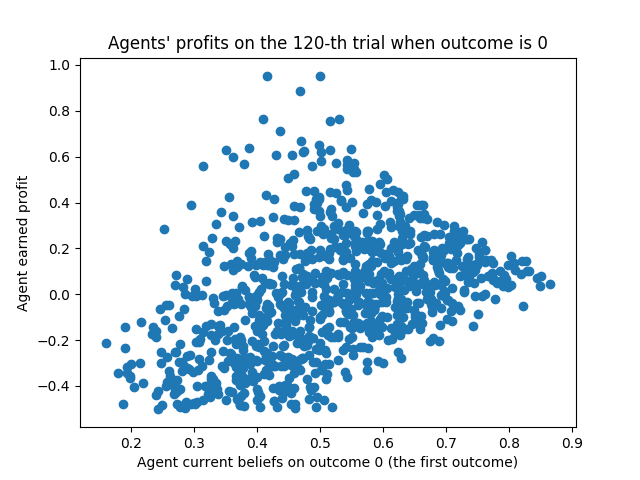 Agents' profits on the 120-th trial when outcome is 0
Agent earned profit
1.0
0.8
0.6
0.4
0.2
0.0
−0.2
−0.4
0.2 0.3 0.4 0.5 0.6 0.7 0.8 0.9
Agent current beliefs on outcome 0 (the first outcome)